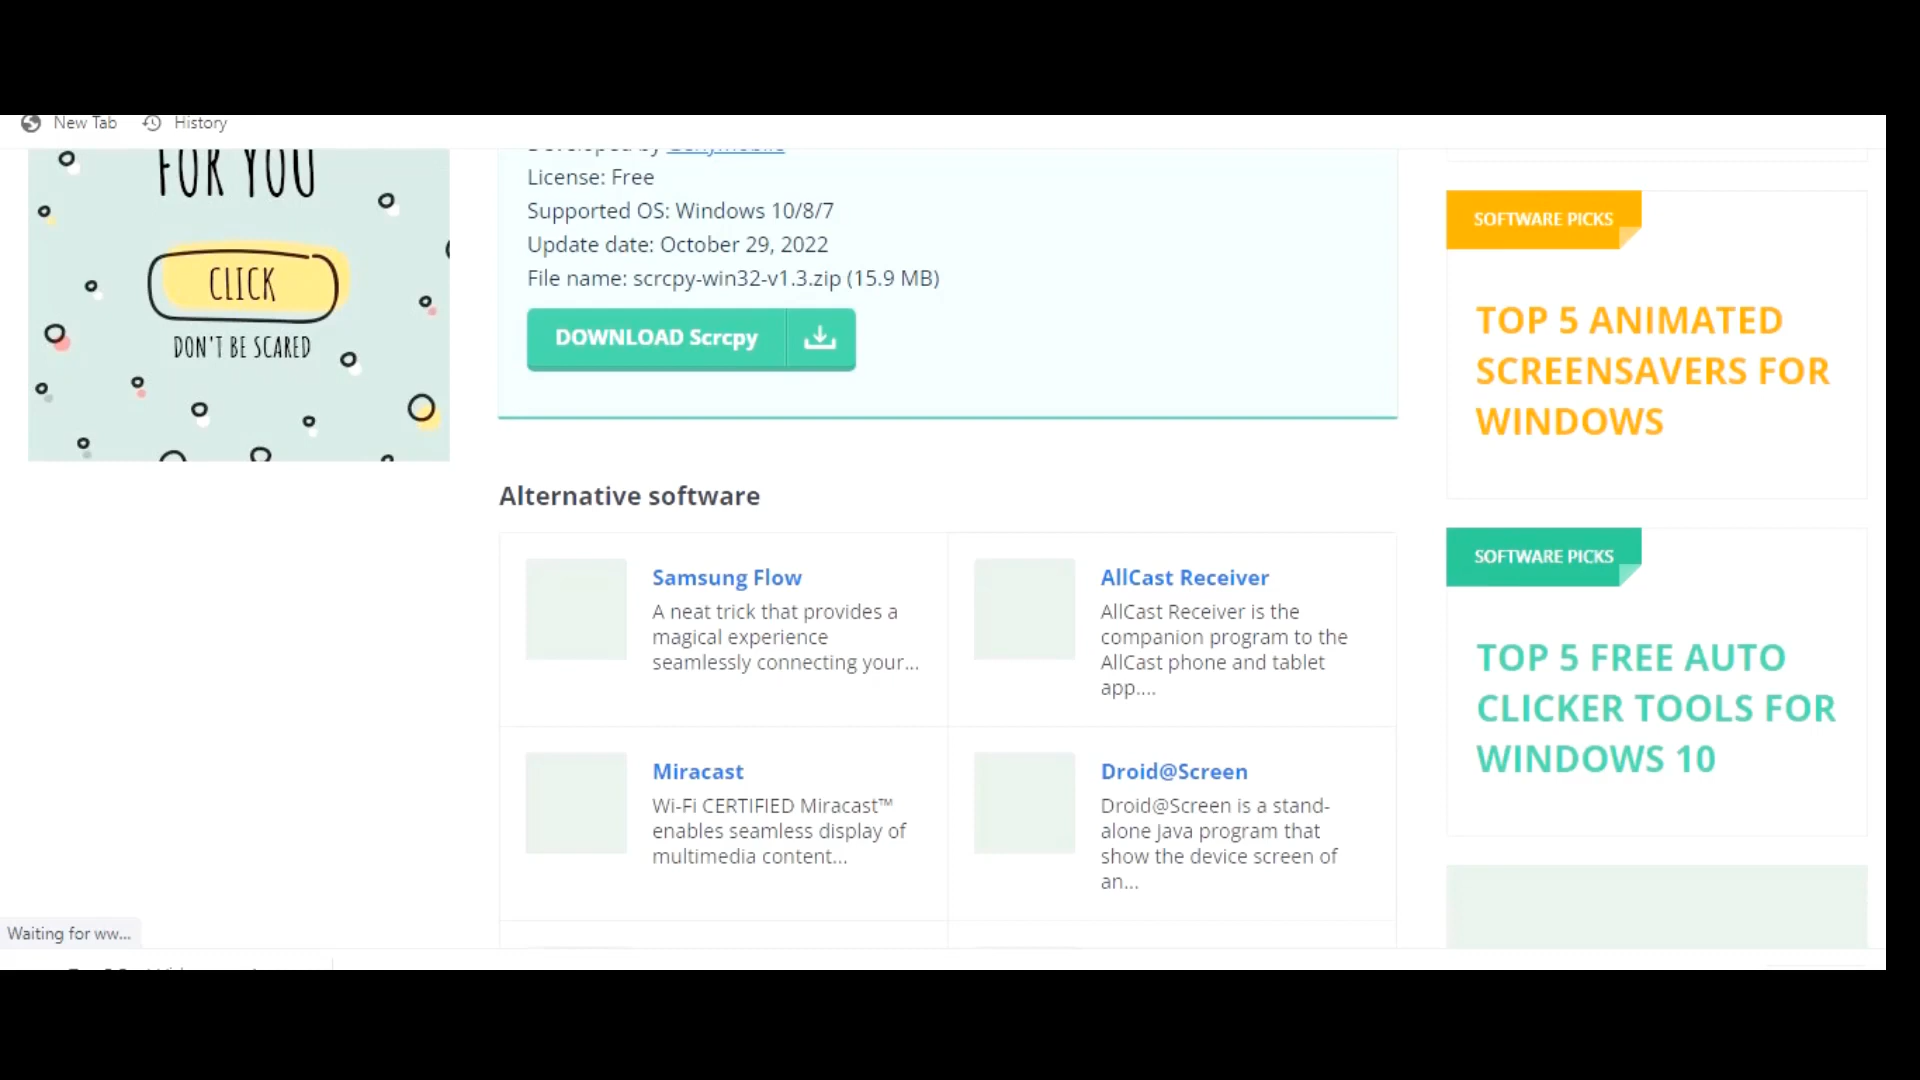 New Tab
History
FOR YOU
CLICK
DON'T BE SCARED
Developed by Genymobile
License: Free
Supported OS: Windows 10/8/7
Update date: October 29, 2022
File name: scrcpy-win32-v1.3.zip (15.9 MB)
DOWNLOAD Scrcpy
Alternative software
Samsung Flow
A neat trick that provides a
magical experience
seamlessly connecting your...
AllCast Receiver
AllCast Receiver is the
companion program to the
AllCast phone and tablet
app....
Miracast
Wi-Fi CERTIFIED Miracast™
enables seamless display of
multimedia content...
Droid@Screen
Droid@Screen is a stand-
alone Java program that
show the device screen of
an...
SOFTWARE PICKS
TOP 5 ANIMATED
SCREENSAVERS FOR
WINDOWS
SOFTWARE PICKS
TOP 5 FREE AUTO
CLICKER TOOLS FOR
WINDOWS 10
Waiting for ww...